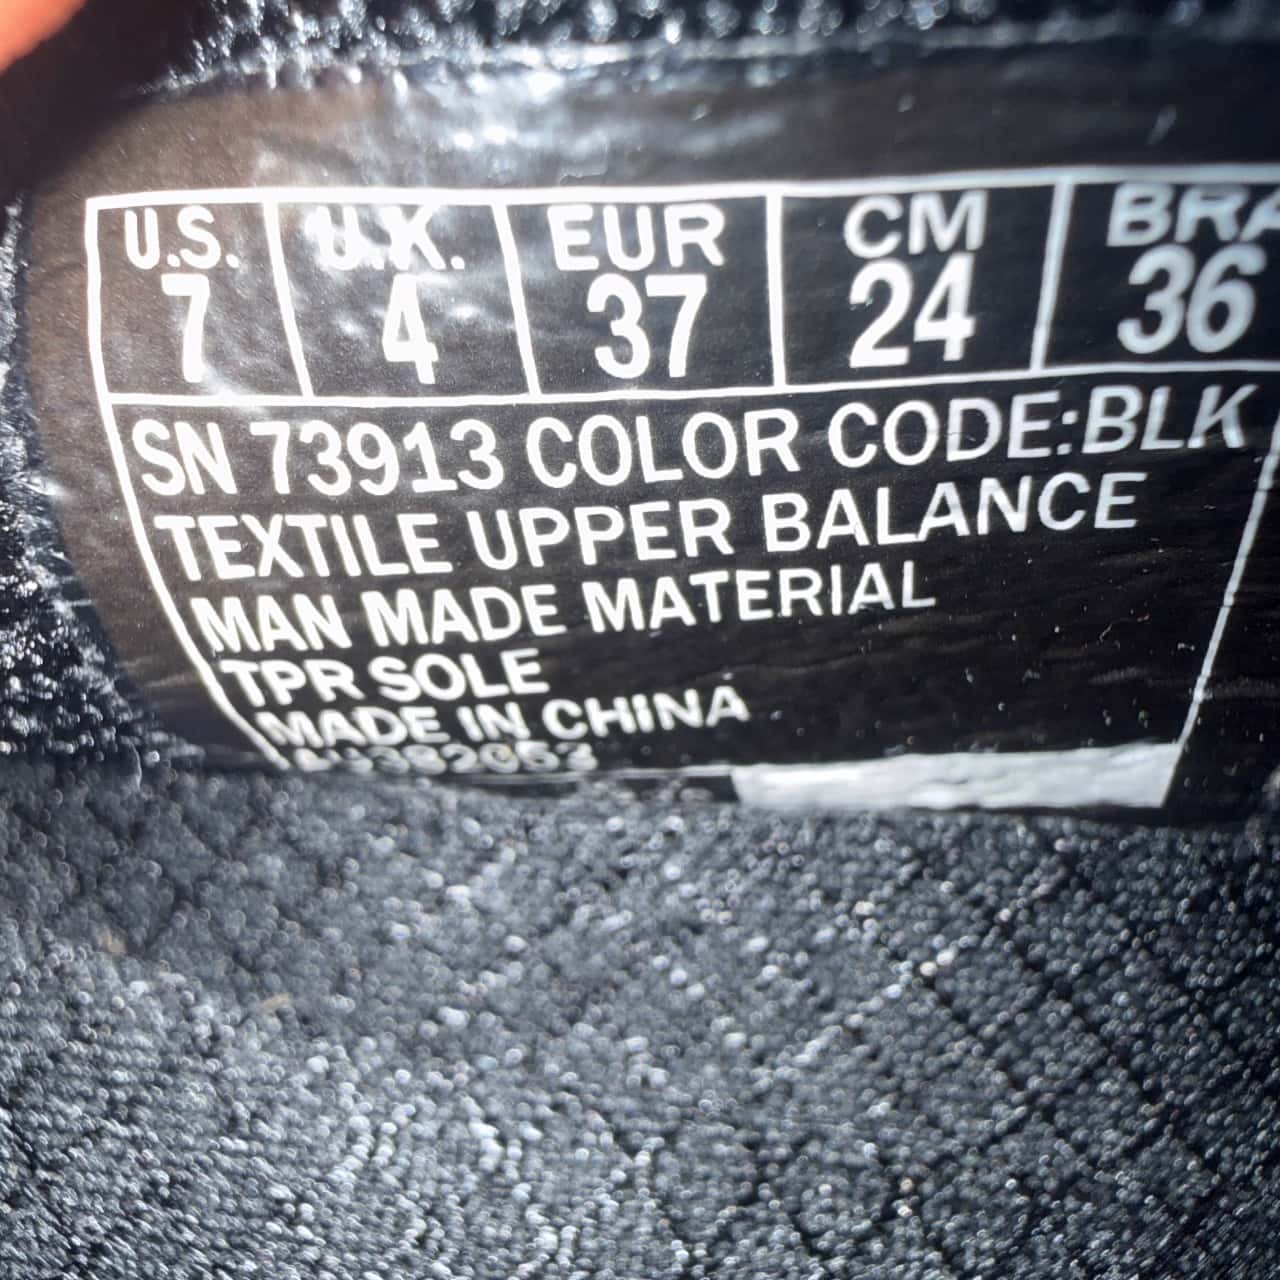 U.S. U.K. EUR CM BRA
7 4 37 24 36
SN 73913 COLOR CODE:BLK
TEXTILE UPPER BALANCE
MAN MADE MATERIAL
TPR SOLE
MADE IN CHINA